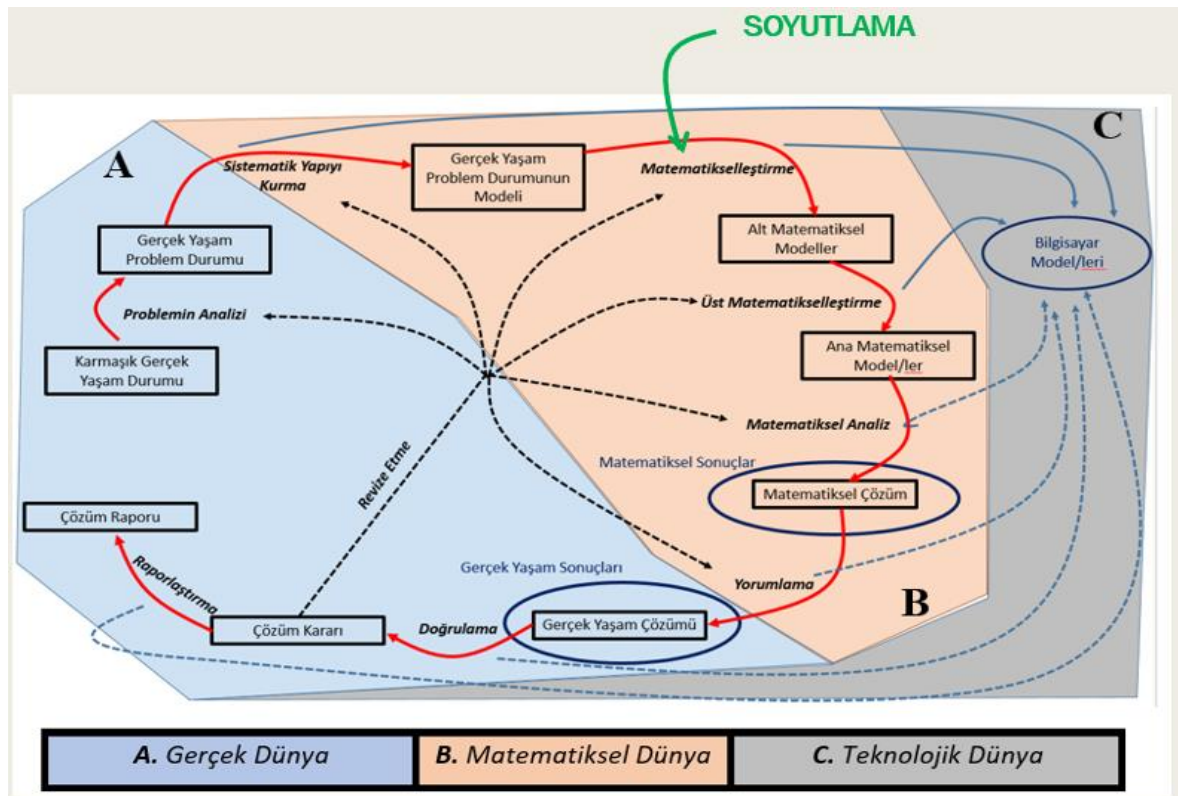 SOYUTLAMA
A
C
Sistematik Yapıyı
Kurma
Gerçek Yaşam
Problem Durumunun
Modeli
Matematikselleştirme
Gerçek Yaşam
Problem Durumu
Alt Matematiksel
Modeller
Bilgisayar
Model/leri
Problemin Analizi
Üst Matematikselleştirme
Karmaşık Gerçek
Yaşam Durumu
Ana Matematiksel
Model/ler
Matematiksel Analiz
Revize Etme
Matematiksel Sonuçlar
Matematiksel Çözüm
Çözüm Raporu
Gerçek Yaşam Sonuçları
Yorumlama
Raporlaştırma
B
Çözüm Kararı
Doğrulama
Gerçek Yaşam Çözümü
A. Gerçek Dünya
B. Matematiksel Dünya
C. Teknolojik Dünya